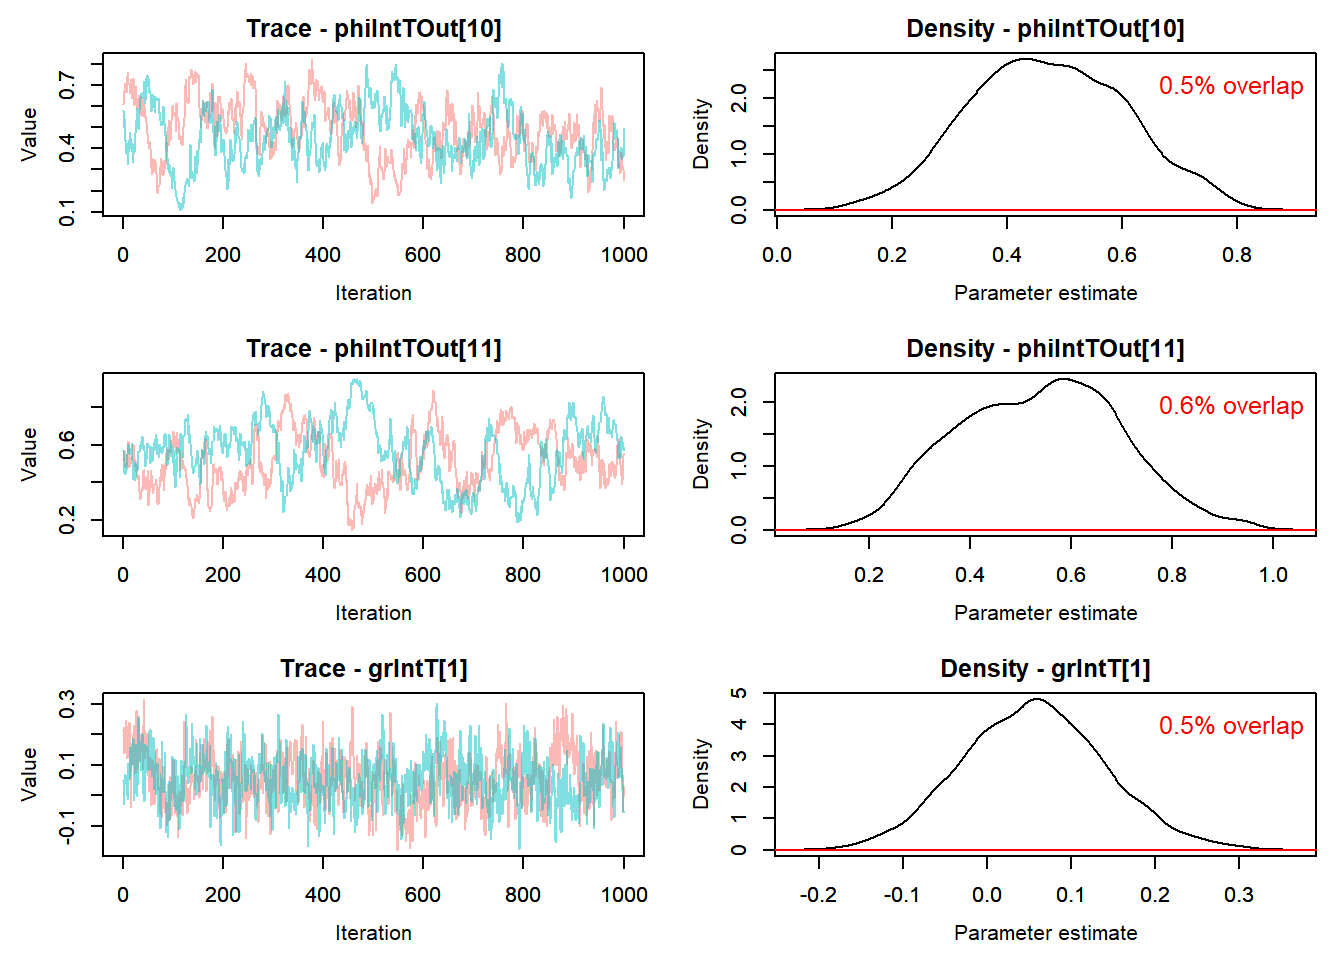 Trace - phiIntTOut[10]
Value
0.1 0.4 0.7
0 200 400 600 800 1000
Iteration
Density - phiIntTOut[10]
0.5% overlap
Density
0.0 1.0 2.0
0.0 0.2 0.4 0.6 0.8
Parameter estimate
Trace - phiIntTOut[11]
Value
0.2 0.6
0 200 400 600 800 1000
Iteration
Density - phiIntTOut[11]
0.6% overlap
Density
0.0 1.0 2.0
0.2 0.4 0.6 0.8 1.0
Parameter estimate
Trace - grIntT[1]
Value
-0.1 0.1 0.3
0 200 400 600 800 1000
Iteration
Density - grIntT[1]
0.5% overlap
Density
0 1 2 3 4 5
-0.2 -0.1 0.0 0.1 0.2 0.3
Parameter estimate